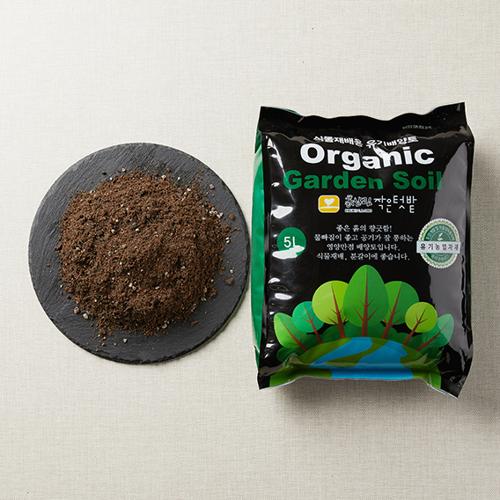 식물재배용 유기배양토
Organic
Garden Soil
작은텃밭
좋은 흙의 향긋함!
물빠짐이 좋고 공기가 잘 통하는
영양만점 배양토입니다.
식물재배, 분갈이에 좋습니다.
5L
유기농업자재